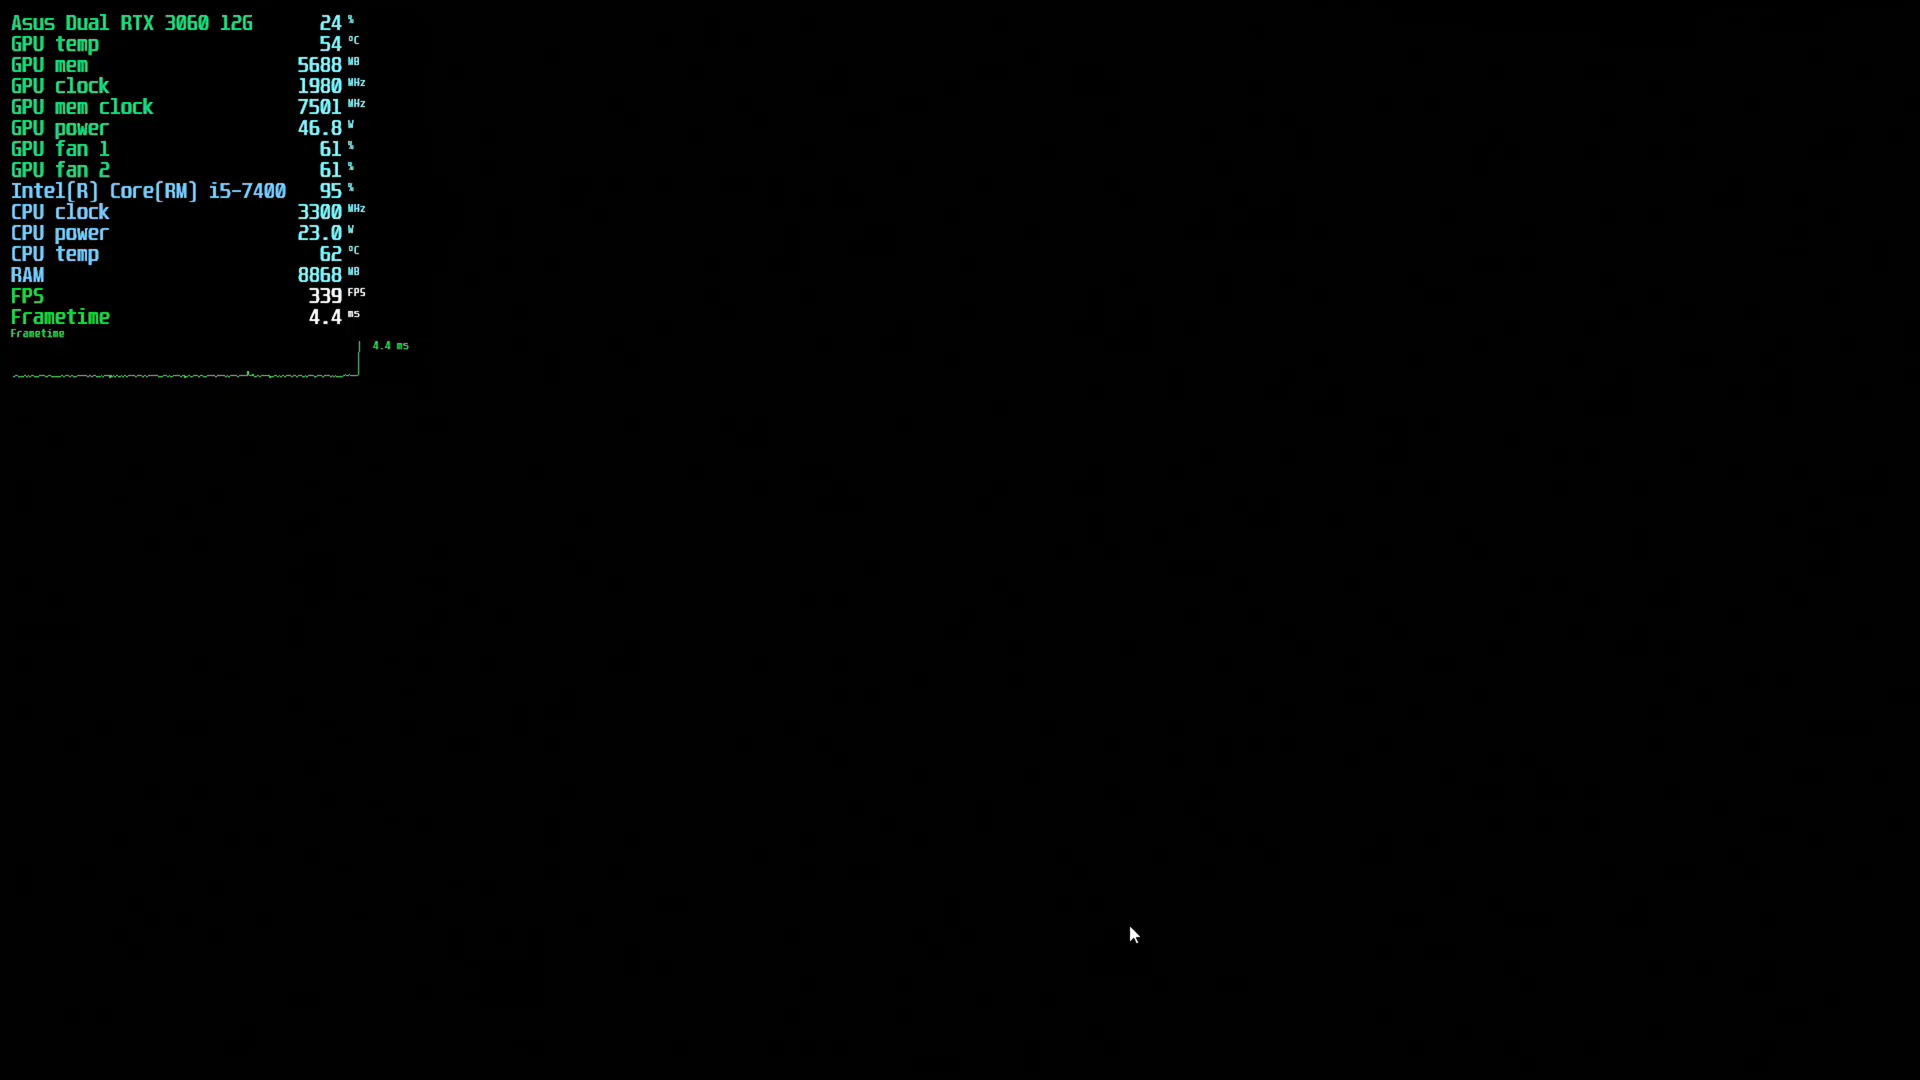 Asus Dual RTX 3060 12G 24 %
GPU temp 54 °C
GPU mem 5688 MB
GPU clock 1980 MHz
GPU mem clock 7501 MHz
GPU power 46.8 W
GPU fan 1 61 %
GPU fan 2 61 %
Intel(R) Core(RM) i5-7400 95 %
CPU clock 3300 MHz
CPU power 23.0 W
CPU temp 62 °C
RAM 8868 MB
FPS 339 FPS
Frametime 4.4 ms
Frametime
4.4 ms